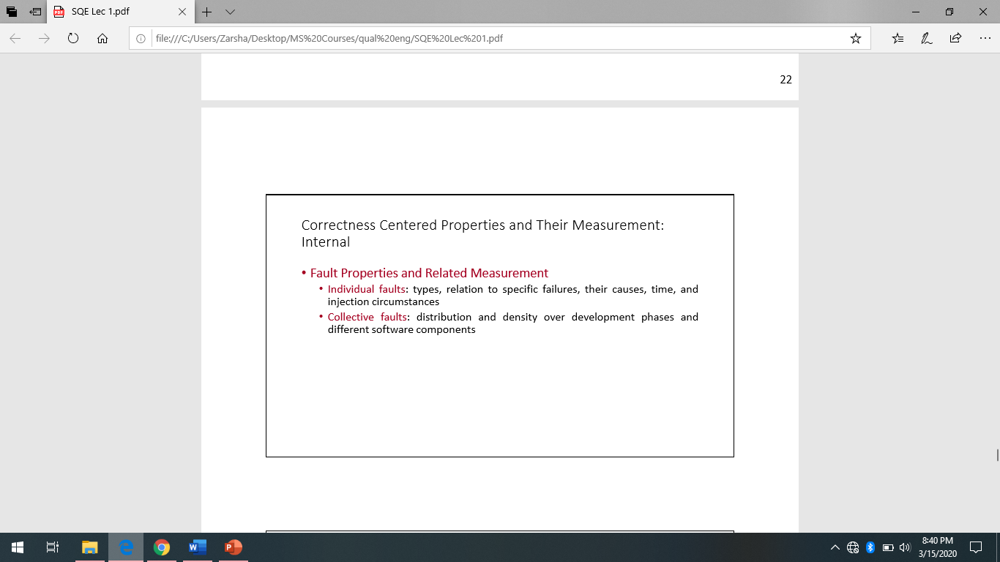 SQE Lec 1.pdf
file:///C:/Users/Zarsha/Desktop/MS%20Courses/qual%20eng/SQE%20Lec%201.pdf
22
Correctness Centered Properties and Their Measurement:
Internal
• Fault Properties and Related Measurement
• Individual faults: types, relation to specific failures, their causes, time, and
injection circumstances
• Collective faults: distribution and density over development phases and
different software components
8:40 PM
3/15/2020